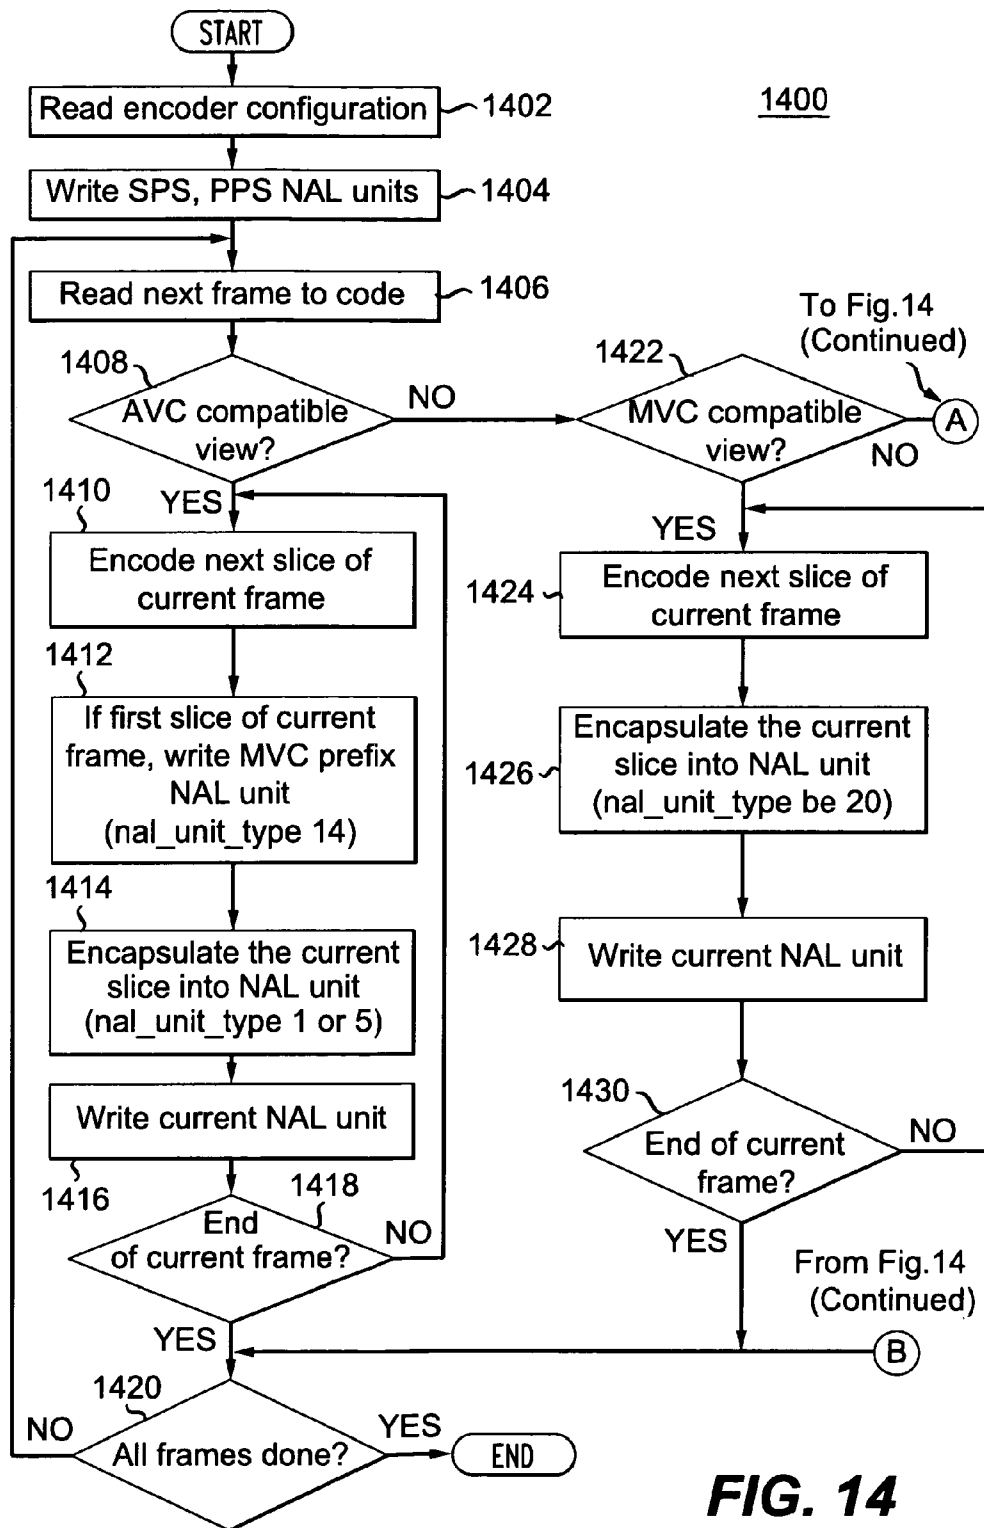 START
Read encoder configuration
1402
1400
Write SPS, PPS NAL units
1404
Read next frame to code
1406
To Fig.14
(Continued)
1408
AVC compatible
view?
NO
1422
MVC compatible
view?
NO
A
YES
1410
Encode next slice of
current frame
YES
1424
Encode next slice of
current frame
1412
If first slice of current
frame, write MVC prefix
NAL unit
(nal_unit_type 14)
1426
Encapsulate the current
slice into NAL unit
(nal_unit_type be 20)
1414
Encapsulate the current
slice into NAL unit
(nal_unit_type 1 or 5)
1428
Write current NAL unit
Write current NAL unit
1416
1430
End of current
frame?
NO
YES
1418
End
of current frame?
NO
YES
From Fig.14
(Continued)
B
1420
All frames done?
NO
YES
END
FIG. 14